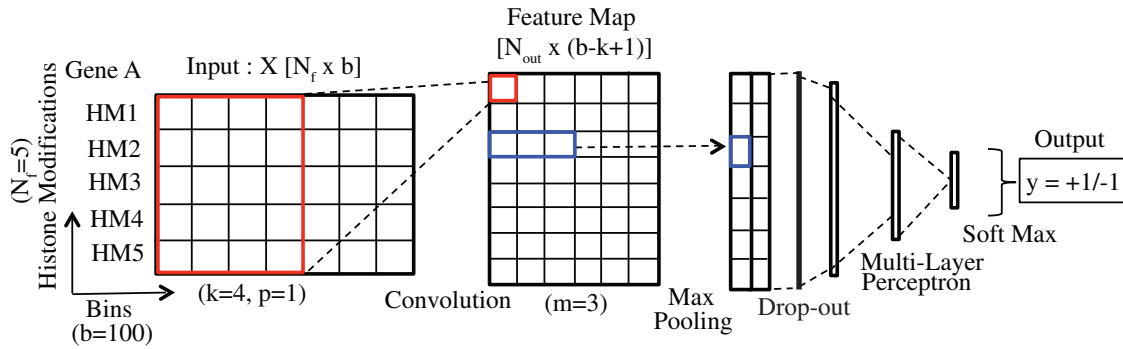 Histone Modifications
(N_f=5)
Gene A
HM1
HM2
HM3
HM4
HM5
Bins
(b=100)
Input : X [N_f x b]
(k=4, p=1)
Convolution
Feature Map
[N_out x (b-k+1)]
(m=3)
Max
Pooling
Drop-out
Multi-Layer
Perceptron
Soft Max
Output
y = +1/-1